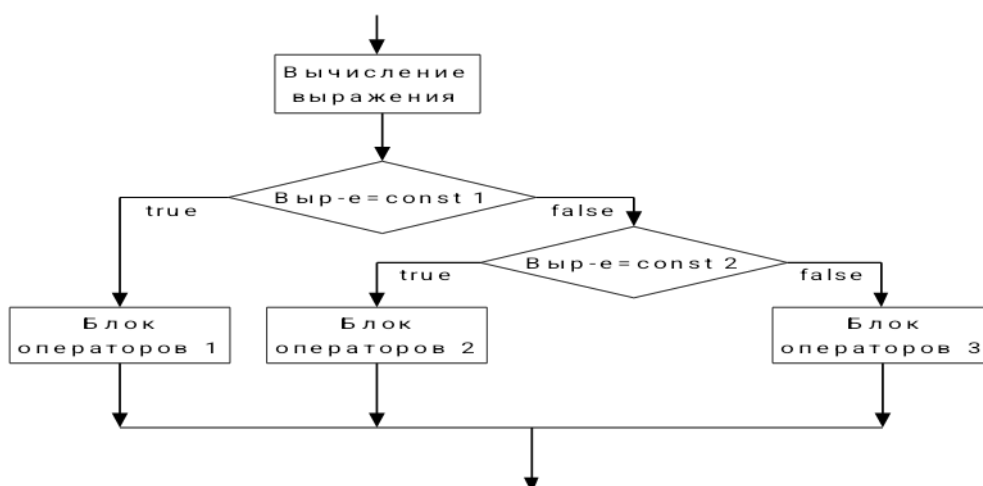 Вычисление
выражения
Выр-е=const 1
true
false
Выр-е=const 2
true
false
Блок
операторов 1
Блок
операторов 2
Блок
операторов 3